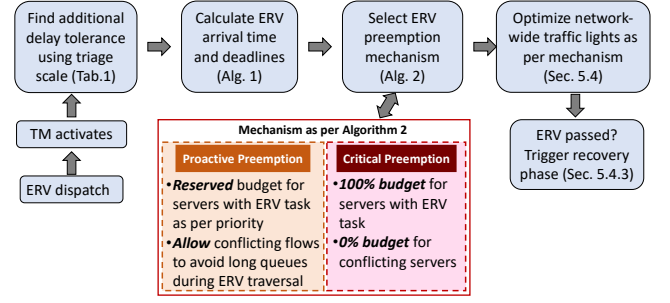 Find additional
delay tolerance
using triage
scale (Tab.1)
Calculate ERV
arrival time
and deadlines
(Alg. 1)
Select ERV
preemption
mechanism
(Alg. 2)
Optimize network-
wide traffic lights as
per mechanism
(Sec. 5.4)
TM activates
ERV dispatch
Mechanism as per Algorithm 2
Proactive Preemption
•Reserved budget for
servers with ERV task
as per priority
•Allow conflicting flows
to avoid long queues
during ERV traversal
Critical Preemption
•100% budget for
servers with ERV
task
•0% budget for
conflicting servers
ERV passed?
Trigger recovery
phase (Sec. 5.4.3)